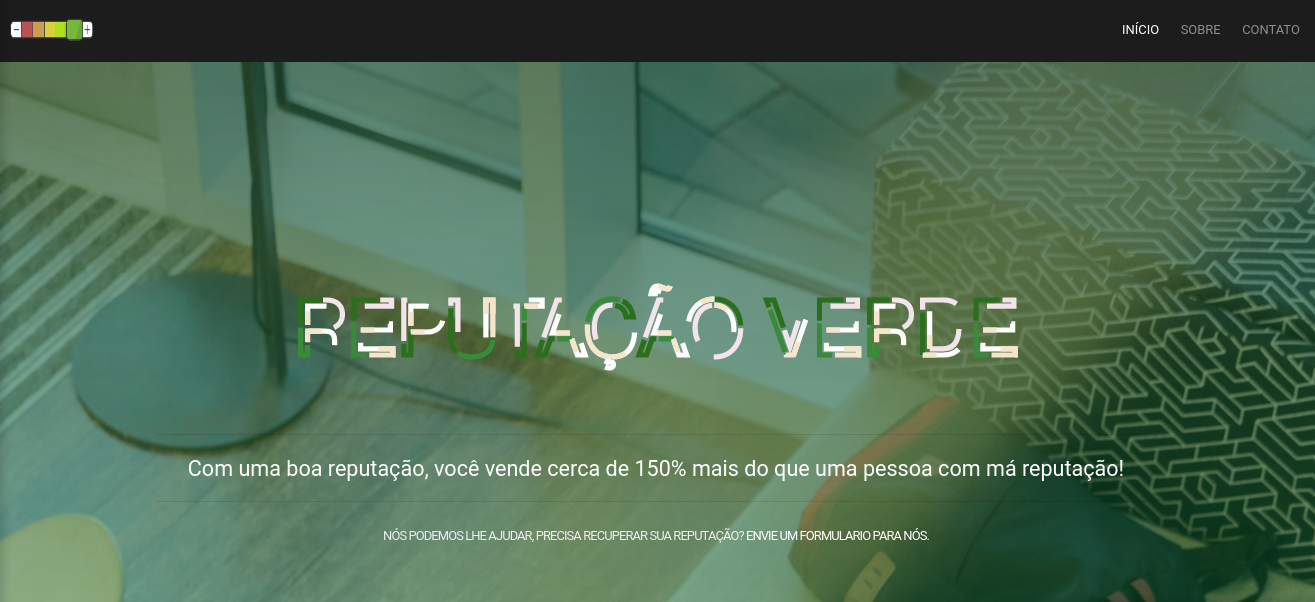 - +
INÍCIO SOBRE CONTATO
REPUTAÇÃO VERDE
Com uma boa reputação, você vende cerca de 150% mais do que uma pessoa com má reputação!
NÓS PODEMOS LHE AJUDAR, PRECISA RECUPERAR SUA REPUTAÇÃO? ENVIE UM FORMULARIO PARA NÓS.